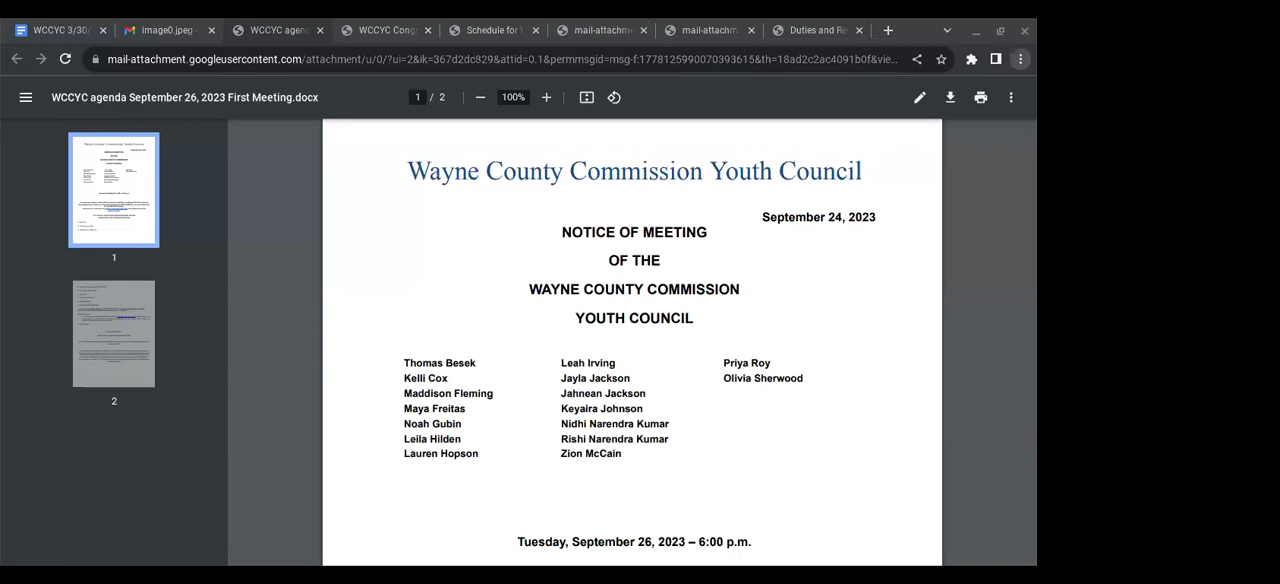 WCCYC 3/30/
image0.jpeg -
WCCYC agen
WCCYC Cong
Schedule for
mail-attachm
mail-attachm
Duties and Re
mail-attachment.googleusercontent.com/attachment/u/0/?ui=2&ik=367d2dc829&attid=0.1&permmsgid=msg-f:1778125990070393615&th=18ad2c2ac4091b0f&vie...
WCCYC agenda September 26, 2023 First Meeting.docx
1 / 2
100%
1
2
Wayne County Commission Youth Council
September 24, 2023
NOTICE OF MEETING
OF THE
WAYNE COUNTY COMMISSION
YOUTH COUNCIL
Thomas Besek
Kelli Cox
Maddison Fleming
Maya Freitas
Noah Gubin
Leila Hilden
Lauren Hopson
Leah Irving
Jayla Jackson
Jahnean Jackson
Keyaira Johnson
Nidhi Narendra Kumar
Rishi Narendra Kumar
Zion McCain
Priya Roy
Olivia Sherwood
Tuesday, September 26, 2023 – 6:00 p.m.